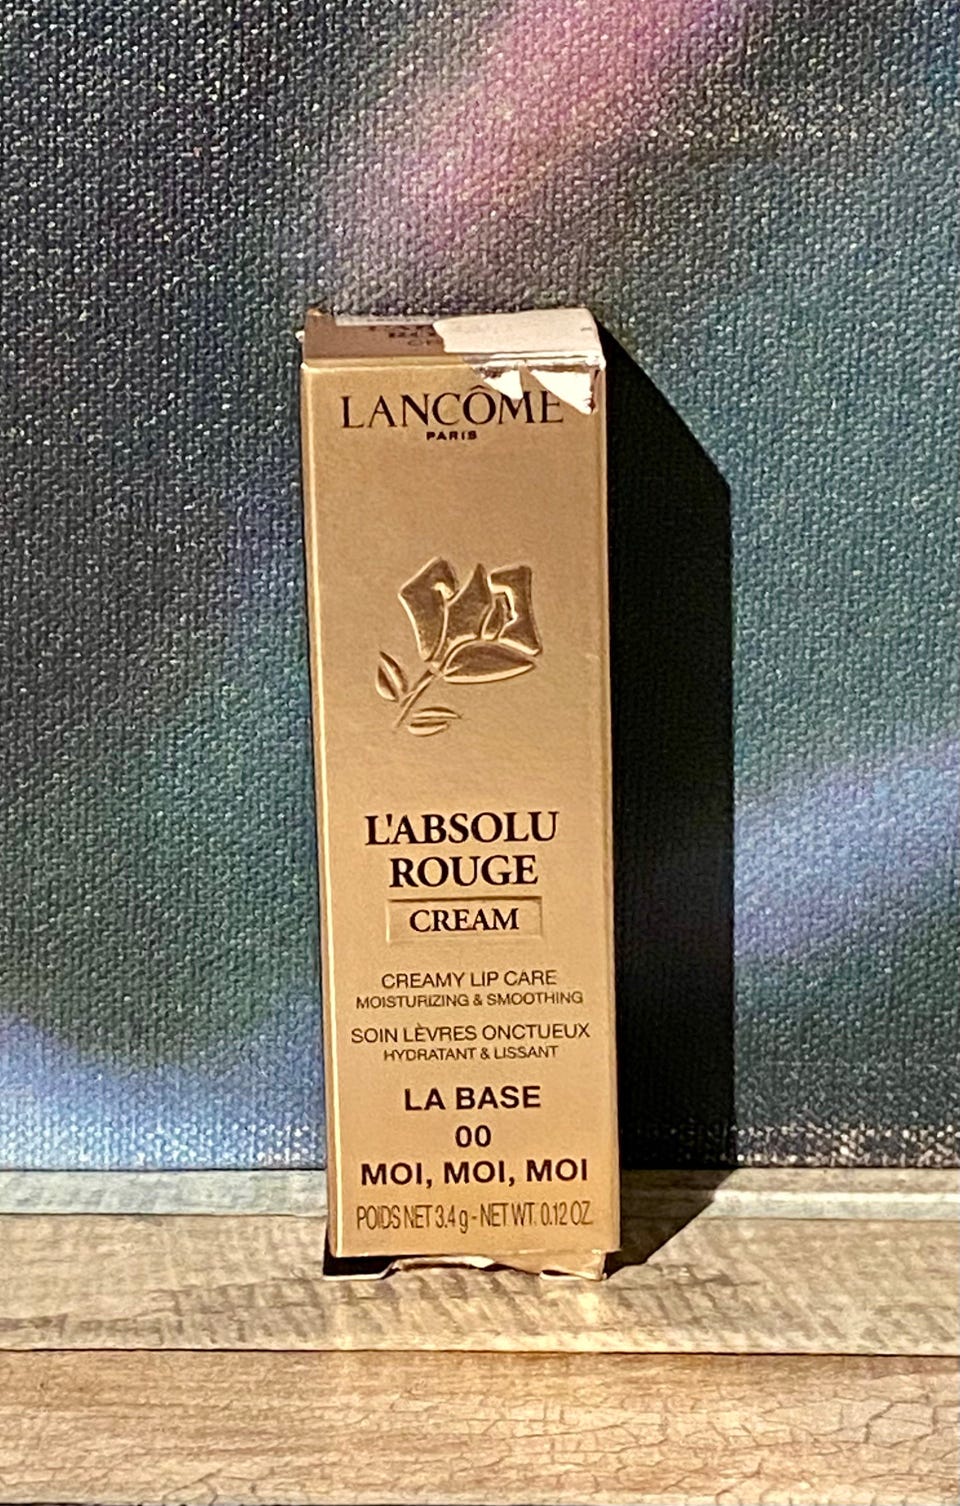 LANCÔME
PARIS
L'ABSOLU
ROUGE
CREAM
CREAMY LIP CARE
MOISTURIZING & SMOOTHING
SOIN LÈVRES ONCTUEUX
HYDRATANT & LISSANT
LA BASE
00
MOI, MOI, MOI
POIDS NET 3.4 g - NET WT. 0.12 OZ.